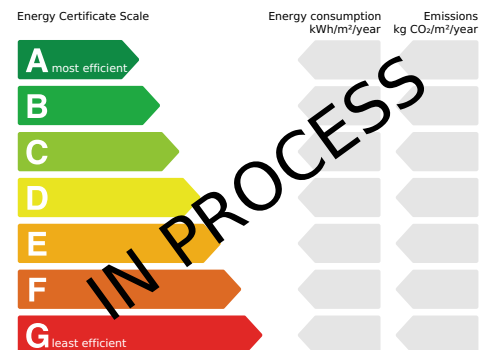 Energy Certificate Scale
Energy consumption
kWh/m²/year
Emissions
kg CO₂/m²/year
A most efficient
B
C
D
E
F
G least efficient
IN PROCESS